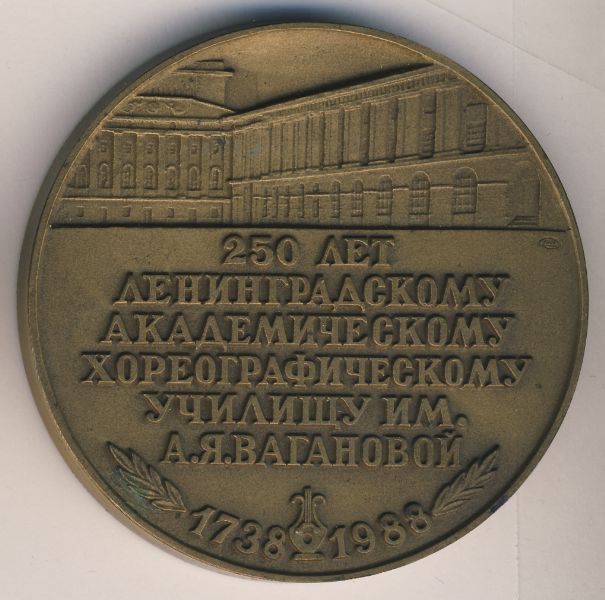 250 ЛЕТ
ЛЕНИНГРАДСКОМУ
АКАДЕМИЧЕСКОМУ
ХОРЕОГРАФИЧЕСКОМУ
УЧИЛИЩУ ИМ.
А.Я.ВАГАНОВОЙ
1738 1988